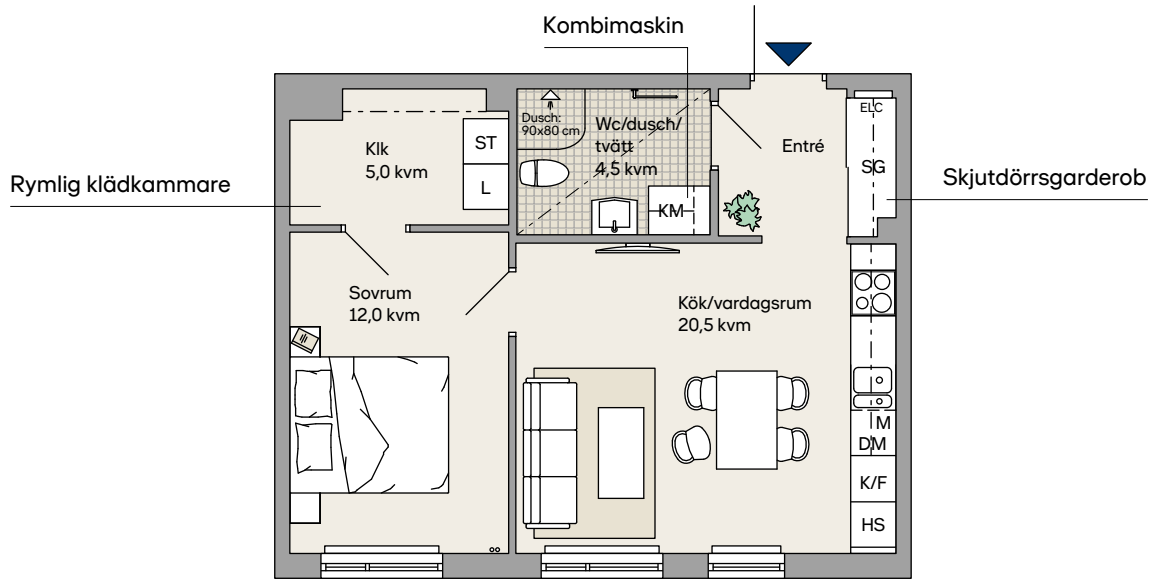 Kombimaskin
Rymlig klädkammare
Skjutdörrsgarderob
Dusch:
90x80 cm
Wc/dusch/
tvätt
4,5 kvm
Klk
5,0 kvm
ST
L
KM
Entré
ELC
SG
Sovrum
12,0 kvm
Kök/vardagsrum
20,5 kvm
M
DM
K/F
HS